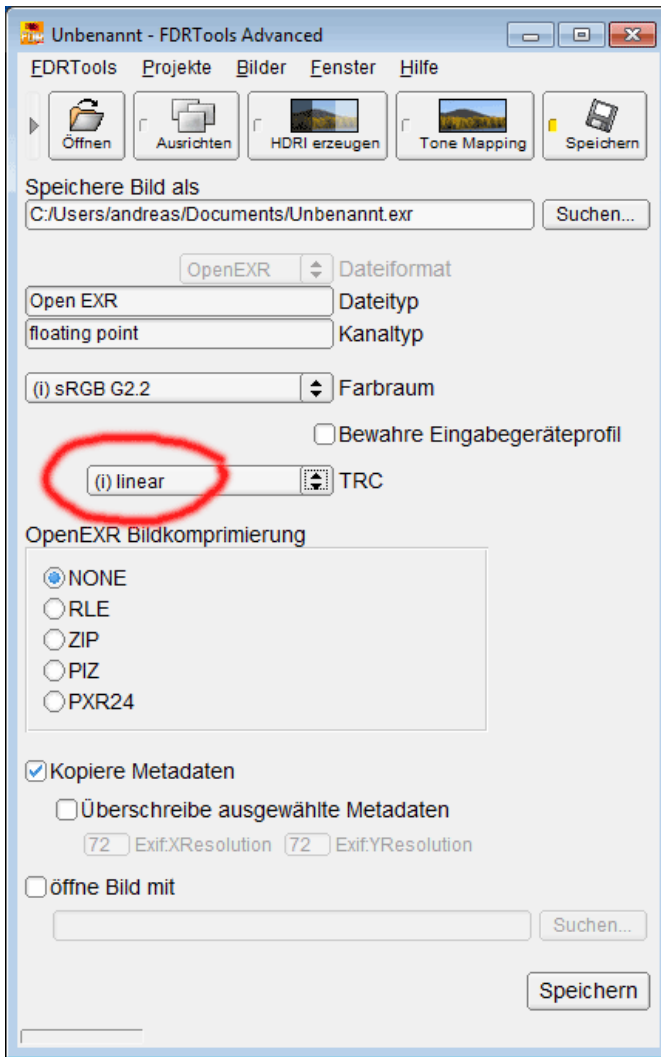 Unbenannt - FDRTools Advanced
FDRTools Projekte Bilder Fenster Hilfe
Öffnen Ausrichten HDRI erzeugen Tone Mapping Speichern
Speichere Bild als
C:/Users/andreas/Documents/Unbenannt.exr Suchen...
OpenEXR Dateiformat
Open EXR Dateityp
floating point Kanaltyp
(i) sRGB G2.2 Farbraum
Bewahre Eingabegeräteprofil
(i) linear TRC
OpenEXR Bildkomprimierung
NONE
RLE
ZIP
PIZ
PXR24
Kopiere Metadaten
Überschreibe ausgewählte Metadaten
72 Exif:XResolution 72 Exif:YResolution
öffne Bild mit
Suchen...
Speichern